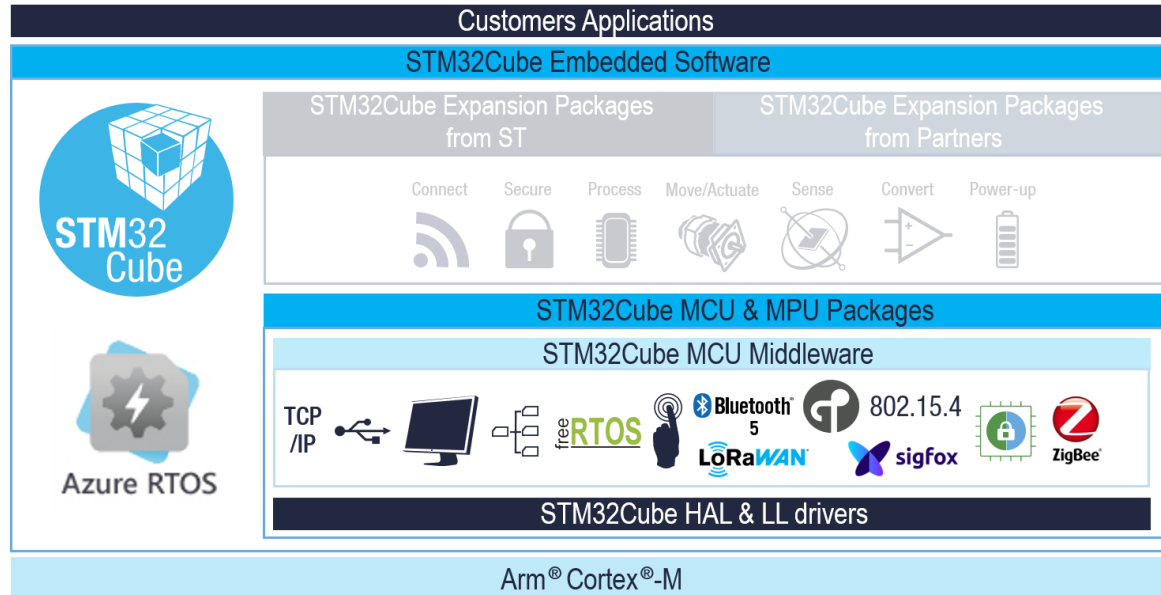 Customers Applications
STM32Cube Embedded Software
STM32Cube Expansion Packages
from ST
STM32Cube Expansion Packages
from Partners
Connect
Secure
Process
Move/Actuate
Sense
Convert
Power-up
STM32
Cube
STM32Cube MCU & MPU Packages
STM32Cube MCU Middleware
TCP
/IP
free RTOS
Bluetooth®
5
802.15.4
LoRaWAN
sigfox
ZigBee®
Azure RTOS
STM32Cube HAL & LL drivers
Arm® Cortex®-M